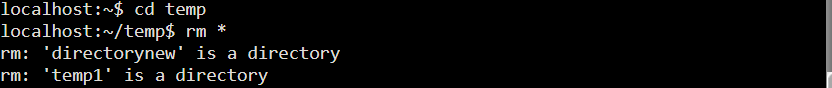 localhost:~$ cd temp
localhost:~/temp$ rm *
rm: 'directorynew' is a directory
rm: 'temp1' is a directory